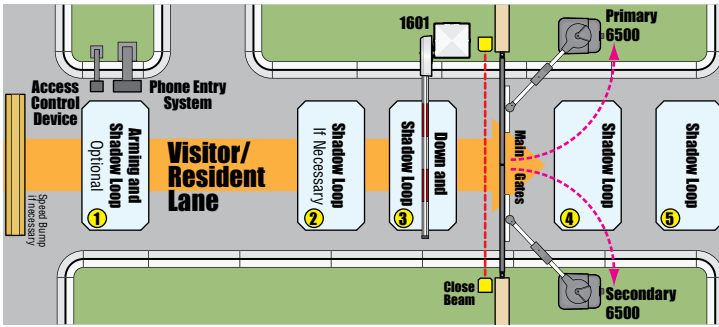 1601
Primary
6500
Access
Control
Device
Phone Entry
System
Speed Bump
if necessary
Arming and
Shadow Loop
Optional
1
Visitor/
Resident
Lane
Shadow Loop
If Necessary
2
Down and
Shadow Loop
3
Main Gates
Shadow Loop
4
Shadow Loop
5
Close
Beam
Secondary
6500